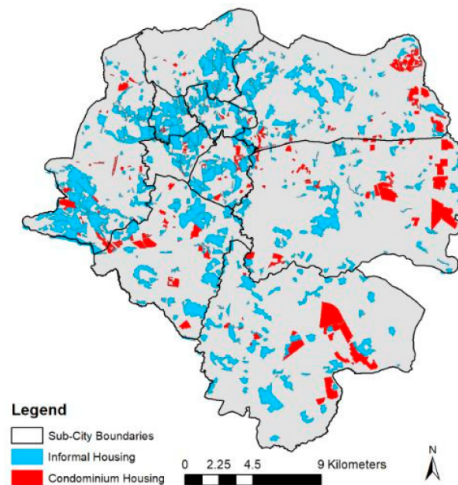 Legend
Sub-City Boundaries
Informal Housing
Condominium Housing
0 2.25 4.5 9 Kilometers
N